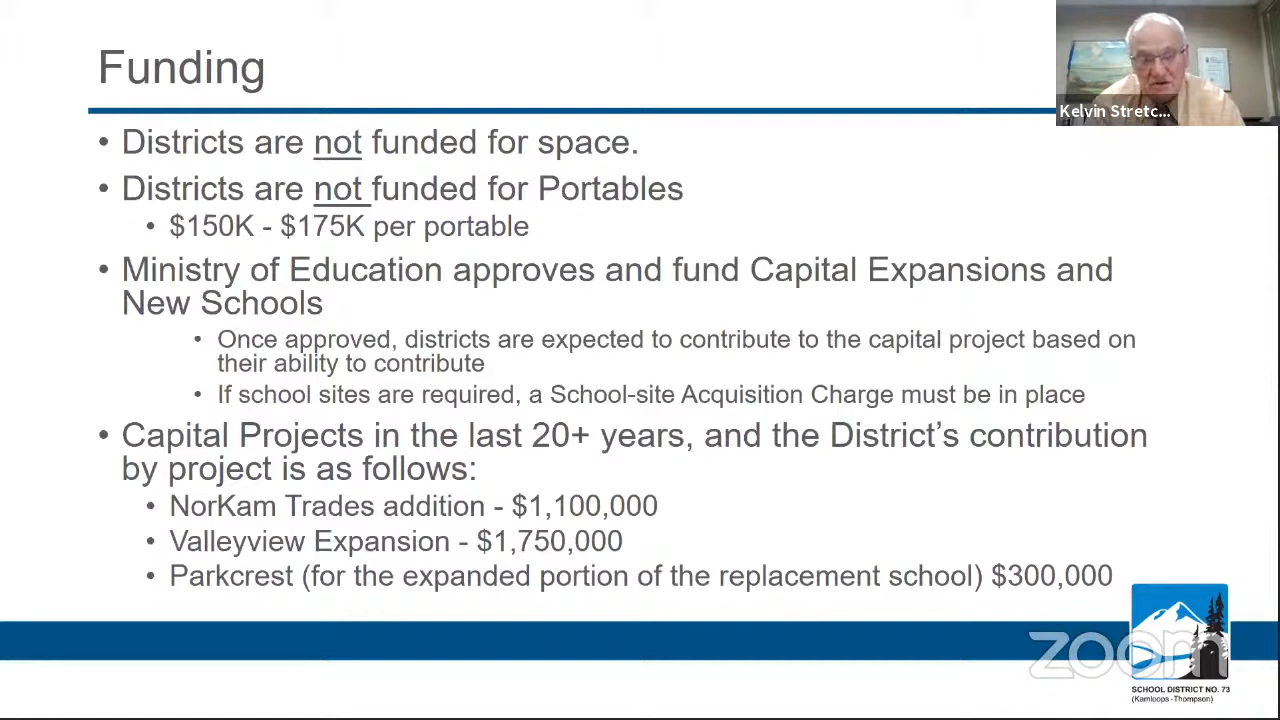 Funding
Kelvin Stretc...
• Districts are not funded for space.
• Districts are not funded for Portables
• $150K - $175K per portable
• Ministry of Education approves and fund Capital Expansions and
New Schools
• Once approved, districts are expected to contribute to the capital project based on
their ability to contribute
• If school sites are required, a School-site Acquisition Charge must be in place
• Capital Projects in the last 20+ years, and the District’s contribution
by project is as follows:
• NorKam Trades addition - $1,100,000
• Valleyview Expansion - $1,750,000
• Parkcrest (for the expanded portion of the replacement school) $300,000
zoom
SCHOOL DISTRICT NO. 73
(Kamloops -Thompson)